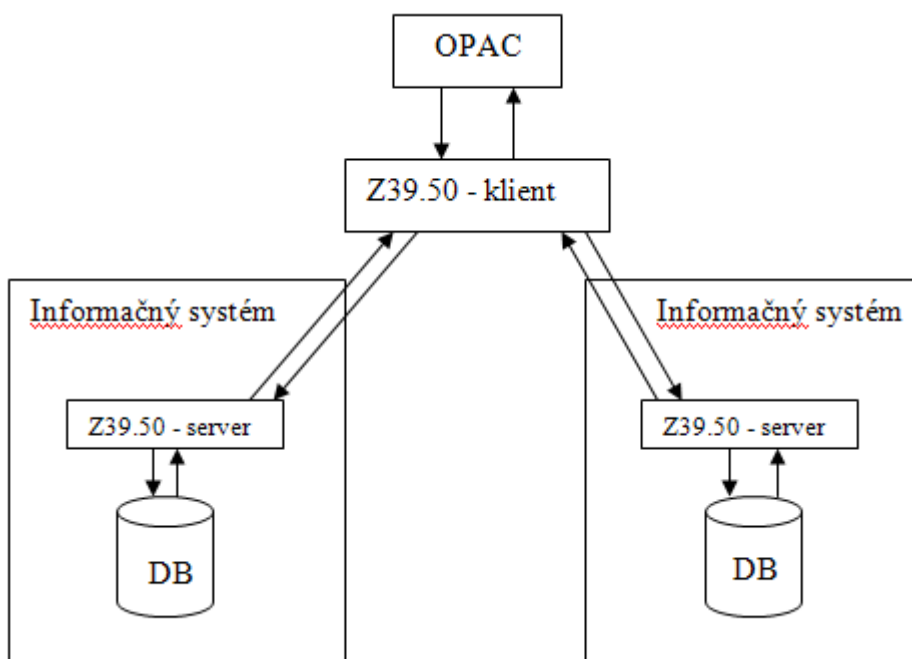 OPAC
Z39.50 - klient
Informačný systém
Informačný systém
Z39.50 - server
Z39.50 - server
DB
DB